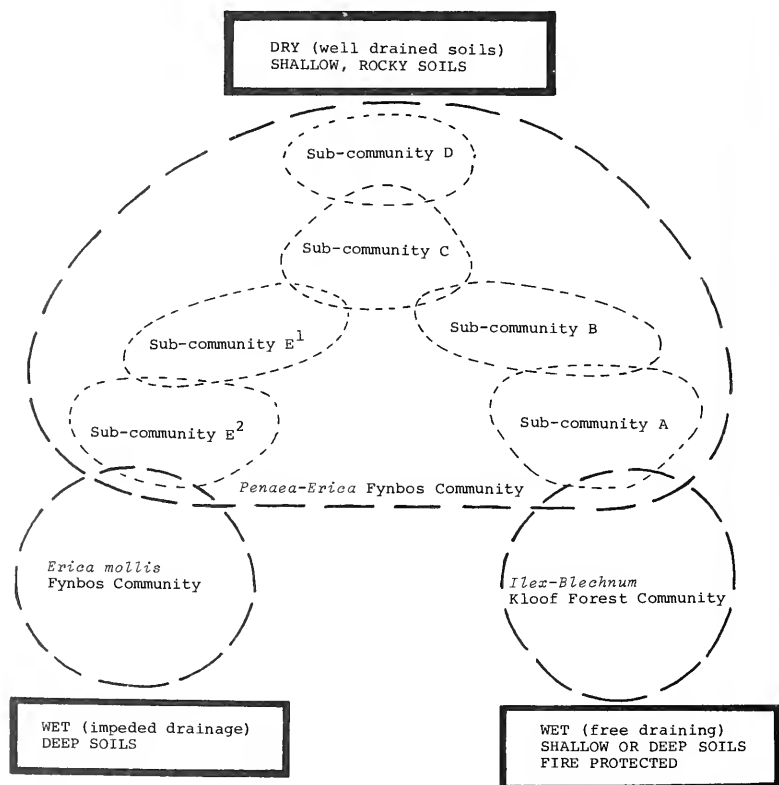 DRY (well drained soils)
SHALLOW, ROCKY SOILS
Sub-community D
Sub-community C
Sub-community E¹
Sub-community B
Sub-community E²
Sub-community A
Penaea-Erica Fynbos Community
Erica mollis
Fynbos Community
Ilex-Blechnum
Kloof Forest Community
WET (impeded drainage)
DEEP SOILS
WET (free draining)
SHALLOW OR DEEP SOILS
FIRE PROTECTED